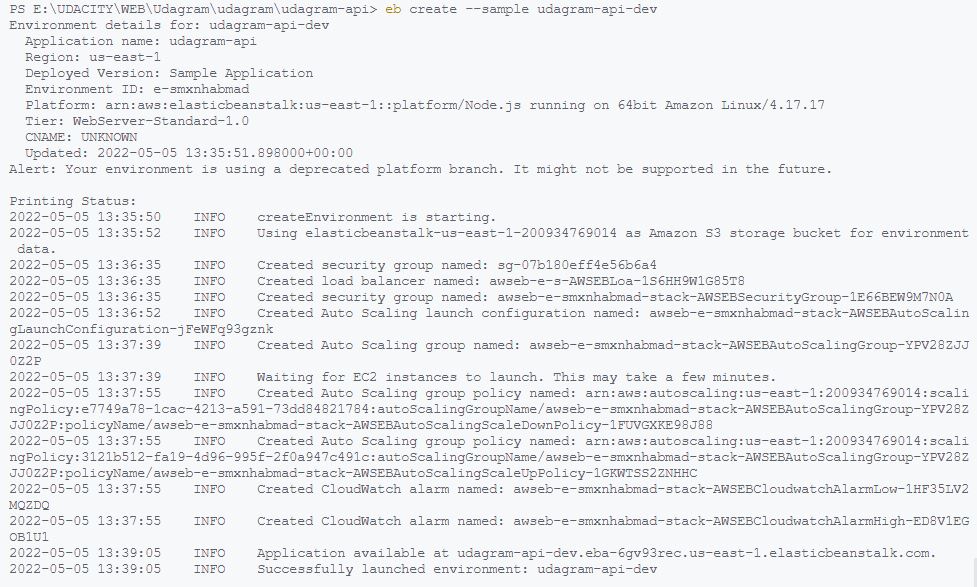 PS E:\UDACITY\WEB\Udagram\udagram\udagram-api> eb create --sample udagram-api-dev
Environment details for: udagram-api-dev
  Application name: udagram-api
  Region: us-east-1
  Deployed Version: Sample Application
  Environment ID: e-smxnhabmad
  Platform: arn:aws:elasticbeanstalk:us-east-1::platform/Node.js running on 64bit Amazon Linux/4.17.17
  Tier: WebServer-Standard-1.0
  CNAME: UNKNOWN
  Updated: 2022-05-05 13:35:51.898000+00:00
Alert: Your environment is using a deprecated platform branch. It might not be supported in the future.

Printing Status:
2022-05-05 13:35:50    INFO    createEnvironment is starting.
2022-05-05 13:35:52    INFO    Using elasticbeanstalk-us-east-1-200934769014 as Amazon S3 storage bucket for environment
 data.
2022-05-05 13:36:35    INFO    Created security group named: sg-07b180eff4e56b6a4
2022-05-05 13:36:35    INFO    Created load balancer named: awseb-e-s-AWSEBLoa-1S6HH9W1G85T8
2022-05-05 13:36:35    INFO    Created security group named: awseb-e-smxnhabmad-stack-AWSEBSecurityGroup-1E66BEW9M7N0A
2022-05-05 13:36:52    INFO    Created Auto Scaling launch configuration named: awseb-e-smxnhabmad-stack-AWSEBAutoScalin
gLaunchConfiguration-jFeWFq93gznk
2022-05-05 13:37:39    INFO    Created Auto Scaling group named: awseb-e-smxnhabmad-stack-AWSEBAutoScalingGroup-YPV28ZJJ
0Z2P
2022-05-05 13:37:39    INFO    Waiting for EC2 instances to launch. This may take a few minutes.
2022-05-05 13:37:55    INFO    Created Auto Scaling group policy named: arn:aws:autoscaling:us-east-1:200934769014:scali
ngPolicy:e7749a78-1cac-4213-a591-73dd84821784:autoScalingGroupName/awseb-e-smxnhabmad-stack-AWSEBAutoScalingGroup-YPV28Z
JJ0Z2P:policyName/awseb-e-smxnhabmad-stack-AWSEBAutoScalingScaleDownPolicy-1FUVGXKE98J88
2022-05-05 13:37:55    INFO    Created Auto Scaling group policy named: arn:aws:autoscaling:us-east-1:200934769014:scali
ngPolicy:3121b512-fa19-4d96-995f-2f0a947c491c:autoScalingGroupName/awseb-e-smxnhabmad-stack-AWSEBAutoScalingGroup-YPV28Z
JJ0Z2P:policyName/awseb-e-smxnhabmad-stack-AWSEBAutoScalingScaleUpPolicy-1GKWTSS2ZNHHC
2022-05-05 13:37:55    INFO    Created CloudWatch alarm named: awseb-e-smxnhabmad-stack-AWSEBCloudwatchAlarmLow-1HF35LV2
MQZDQ
2022-05-05 13:37:55    INFO    Created CloudWatch alarm named: awseb-e-smxnhabmad-stack-AWSEBCloudwatchAlarmHigh-ED8V1EG
OB1U1
2022-05-05 13:39:05    INFO    Application available at udagram-api-dev.eba-6gv93rec.us-east-1.elasticbeanstalk.com.
2022-05-05 13:39:05    INFO    Successfully launched environment: udagram-api-dev